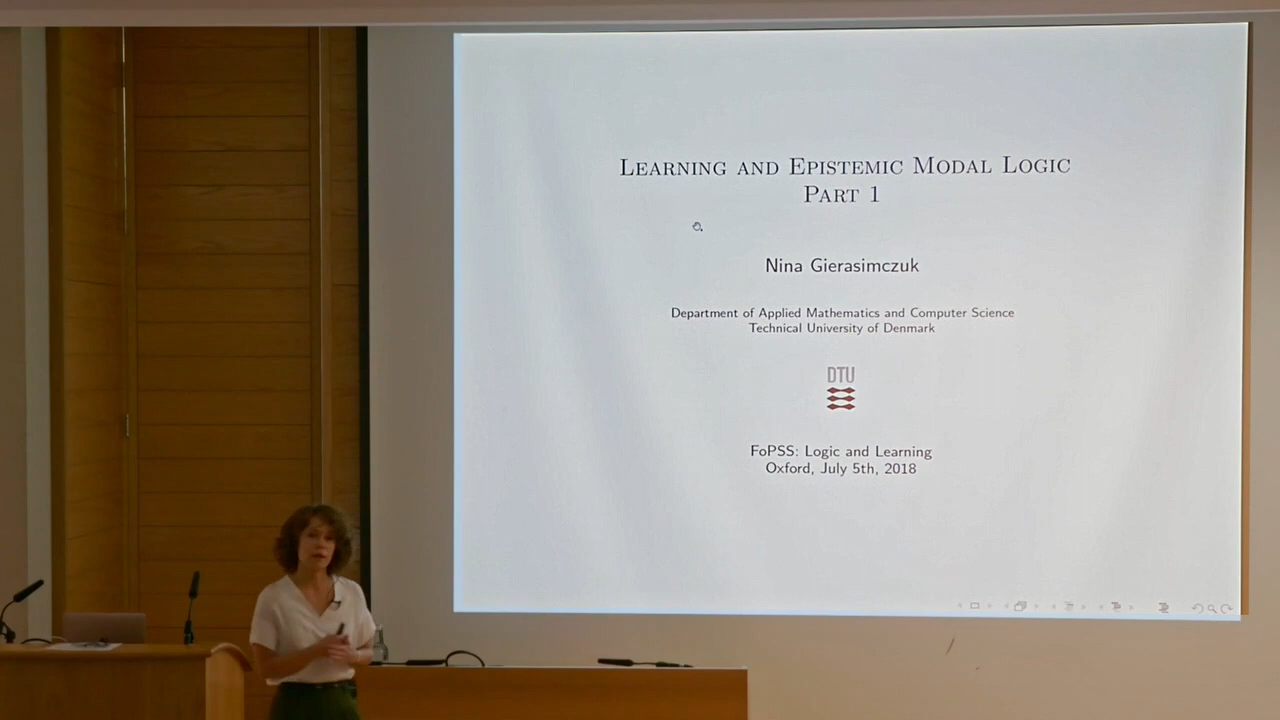 LEARNING AND EPISTEMIC MODAL LOGIC
PART 1
Nina Gierasimczuk
Department of Applied Mathematics and Computer Science
Technical University of Denmark
DTU
FoPSS: Logic and Learning
Oxford, July 5th, 2018